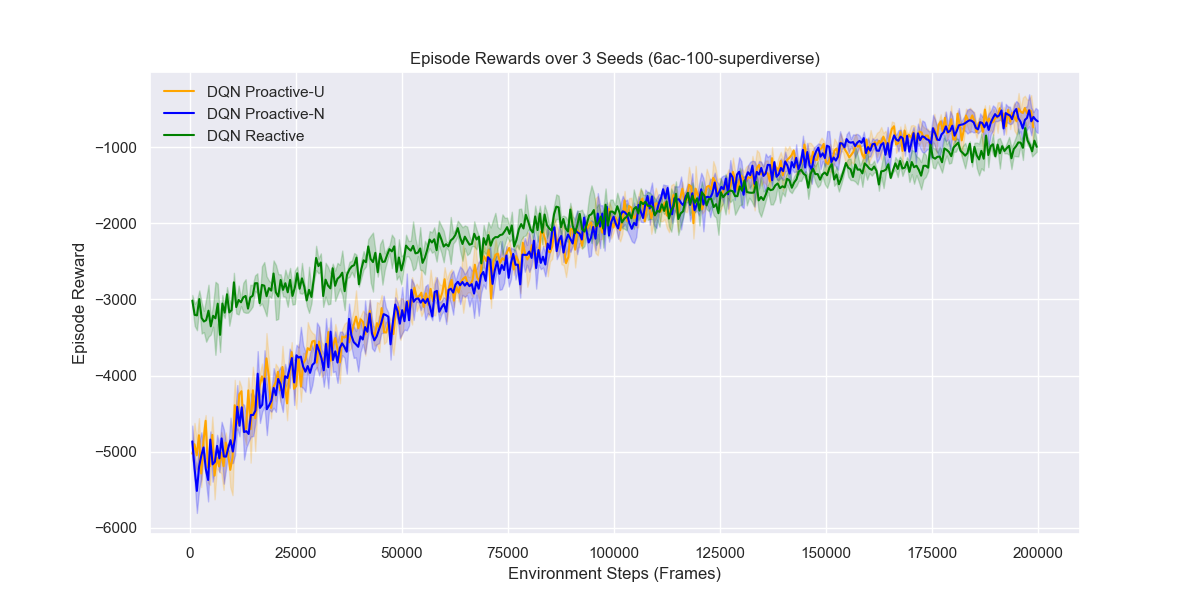 Episode Rewards over 3 Seeds (6ac-100-superdiverse)
DQN Proactive-U
DQN Proactive-N
DQN Reactive
Episode Reward
−1000
−2000
−3000
−4000
−5000
−6000
0 25000 50000 75000 100000 125000 150000 175000 200000
Environment Steps (Frames)